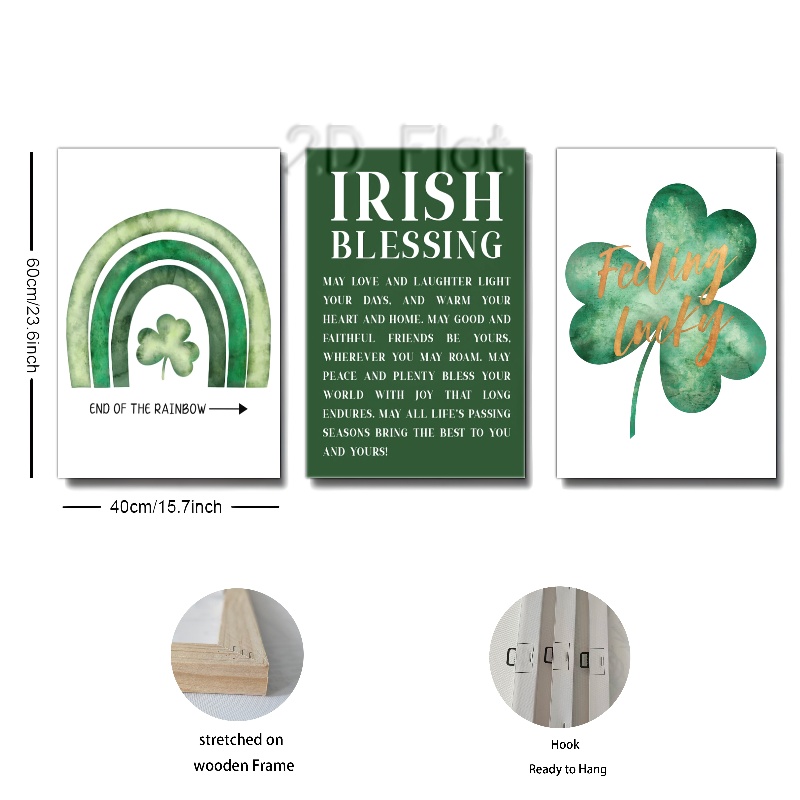 2D Flat
60cm/23.6inch
END OF THE RAINBOW
IRISH
BLESSING
MAY LOVE AND LAUGHTER LIGHT
YOUR DAYS, AND WARM YOUR
HEART AND HOME. MAY GOOD AND
FAITHFUL FRIENDS BE YOURS,
WHEREVER YOU MAY ROAM. MAY
PEACE AND PLENTY BLESS YOUR
WORLD WITH JOY THAT LONG
ENDURES. MAY ALL LIFE'S PASSING
SEASONS BRING THE BEST TO YOU
AND YOURS!
Feeling
Lucky
40cm/15.7inch
stretched on
wooden Frame
Hook
Ready to Hang